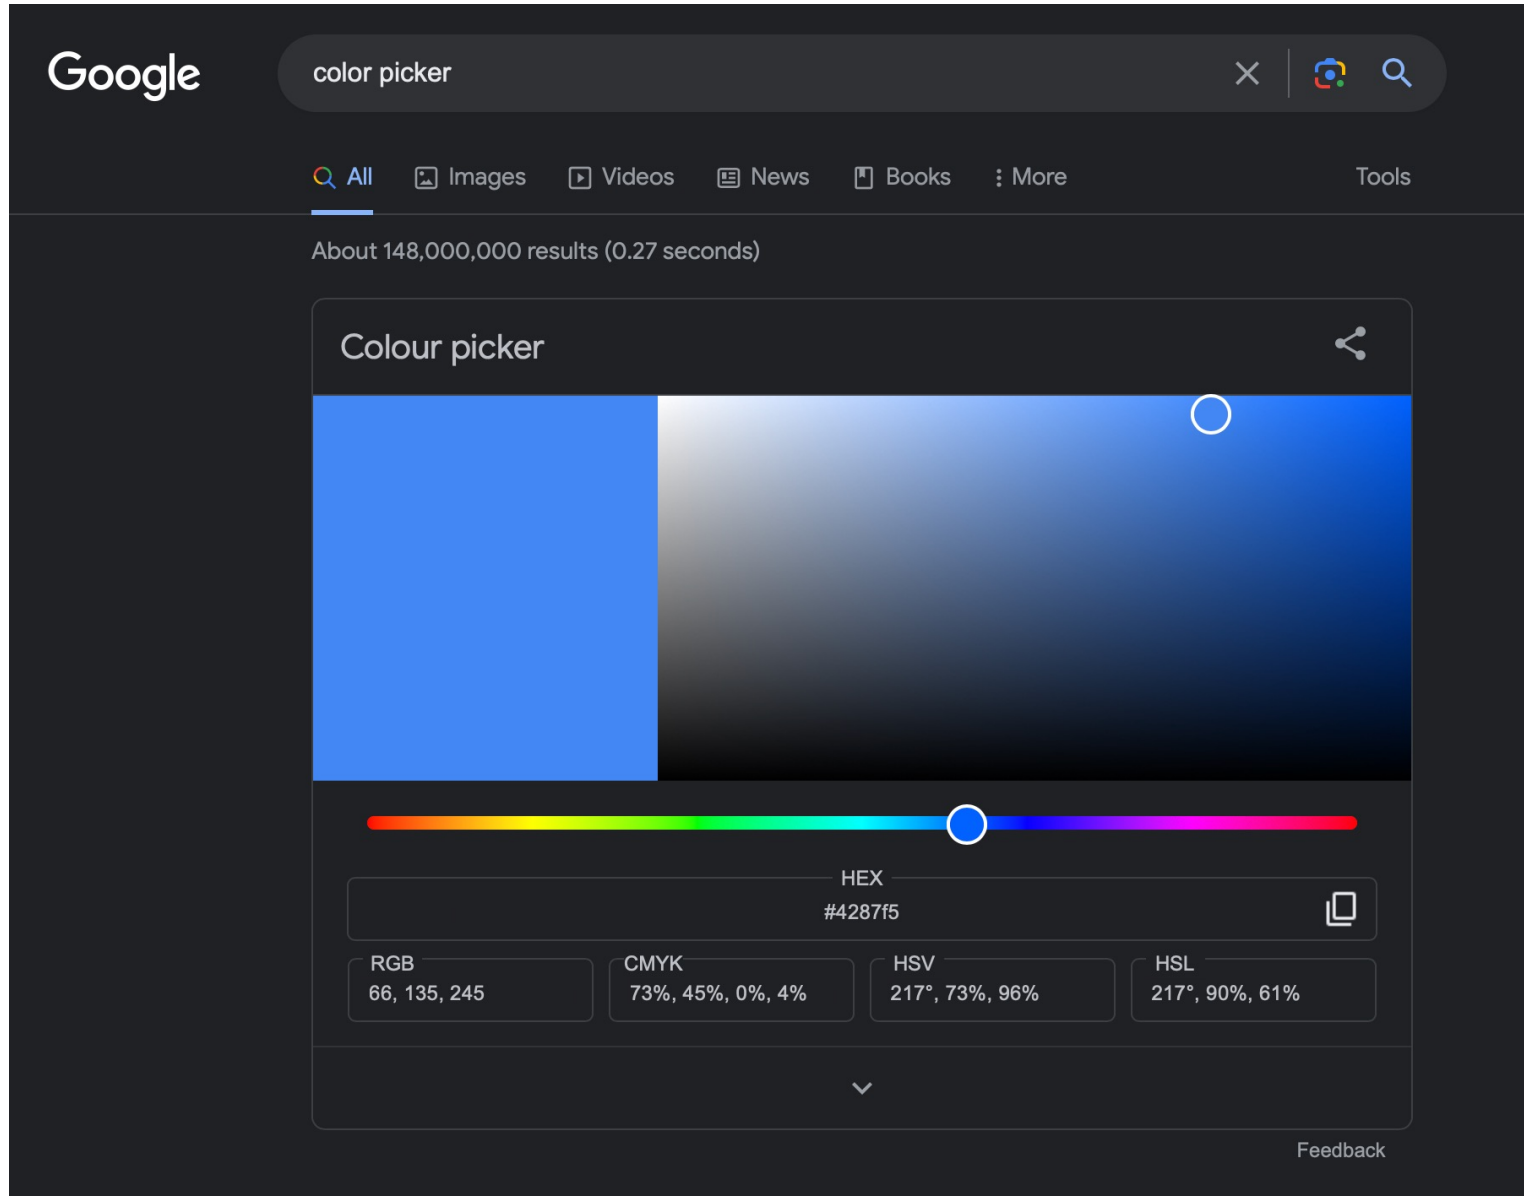 Google
color picker
All Images Videos News Books More Tools
About 148,000,000 results (0.27 seconds)
Colour picker
HEX
#4287f5
RGB
66, 135, 245
CMYK
73%, 45%, 0%, 4%
HSV
217°, 73%, 96%
HSL
217°, 90%, 61%
Feedback